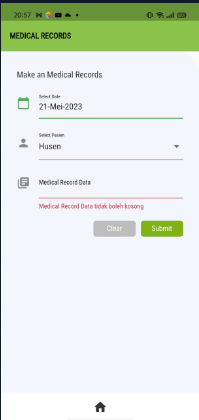 20:57
MEDICAL RECORDS
Make an Medical Records
Select Date
21-Mei-2023
Select Pasien
Husen
Medical Record Data
Medical Record Data tidak boleh kosong
Clear
Submit